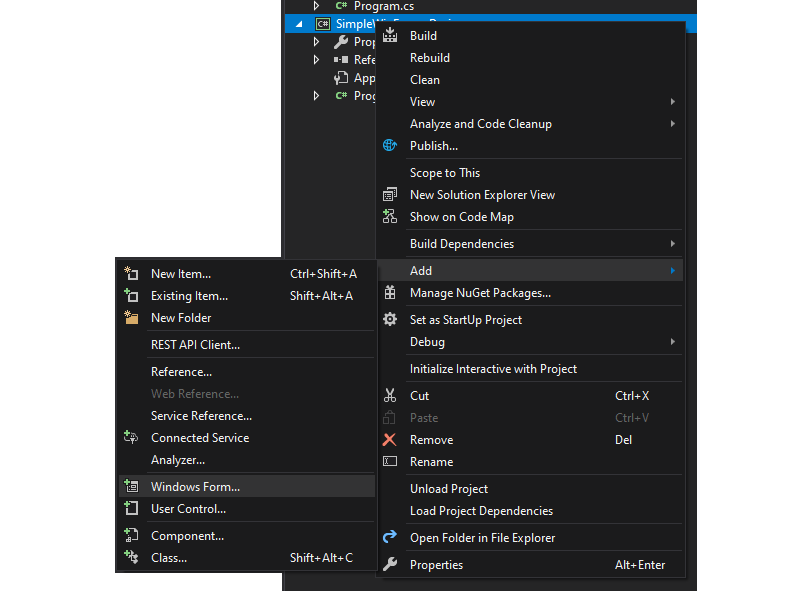 Program.cs
C# SimpleWin
Build
Rebuild
Clean
View
Analyze and Code Cleanup
Publish...
Scope to This
New Solution Explorer View
Show on Code Map
Build Dependencies
Add
Manage NuGet Packages...
Set as StartUp Project
Debug
Initialize Interactive with Project
Cut Ctrl+X
Paste Ctrl+V
Remove Del
Rename
Unload Project
Load Project Dependencies
Open Folder in File Explorer
Properties Alt+Enter
Prop
Refe
App
C# Prog
New Item... Ctrl+Shift+A
Existing Item... Shift+Alt+A
New Folder
REST API Client...
Reference...
Web Reference...
Service Reference...
Connected Service
Analyzer...
Windows Form...
User Control...
Component...
Class... Shift+Alt+C